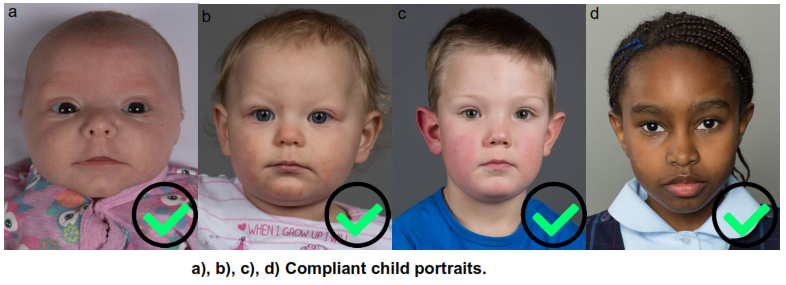 a
b
c
d
WHEN I GROW UP I
a), b), c), d) Compliant child portraits.